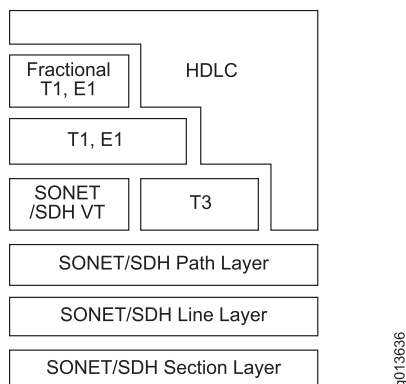 Fractional
T1, E1
HDLC
T1, E1
SONET
/SDH VT
T3
SONET/SDH Path Layer
SONET/SDH Line Layer
SONET/SDH Section Layer
g013636